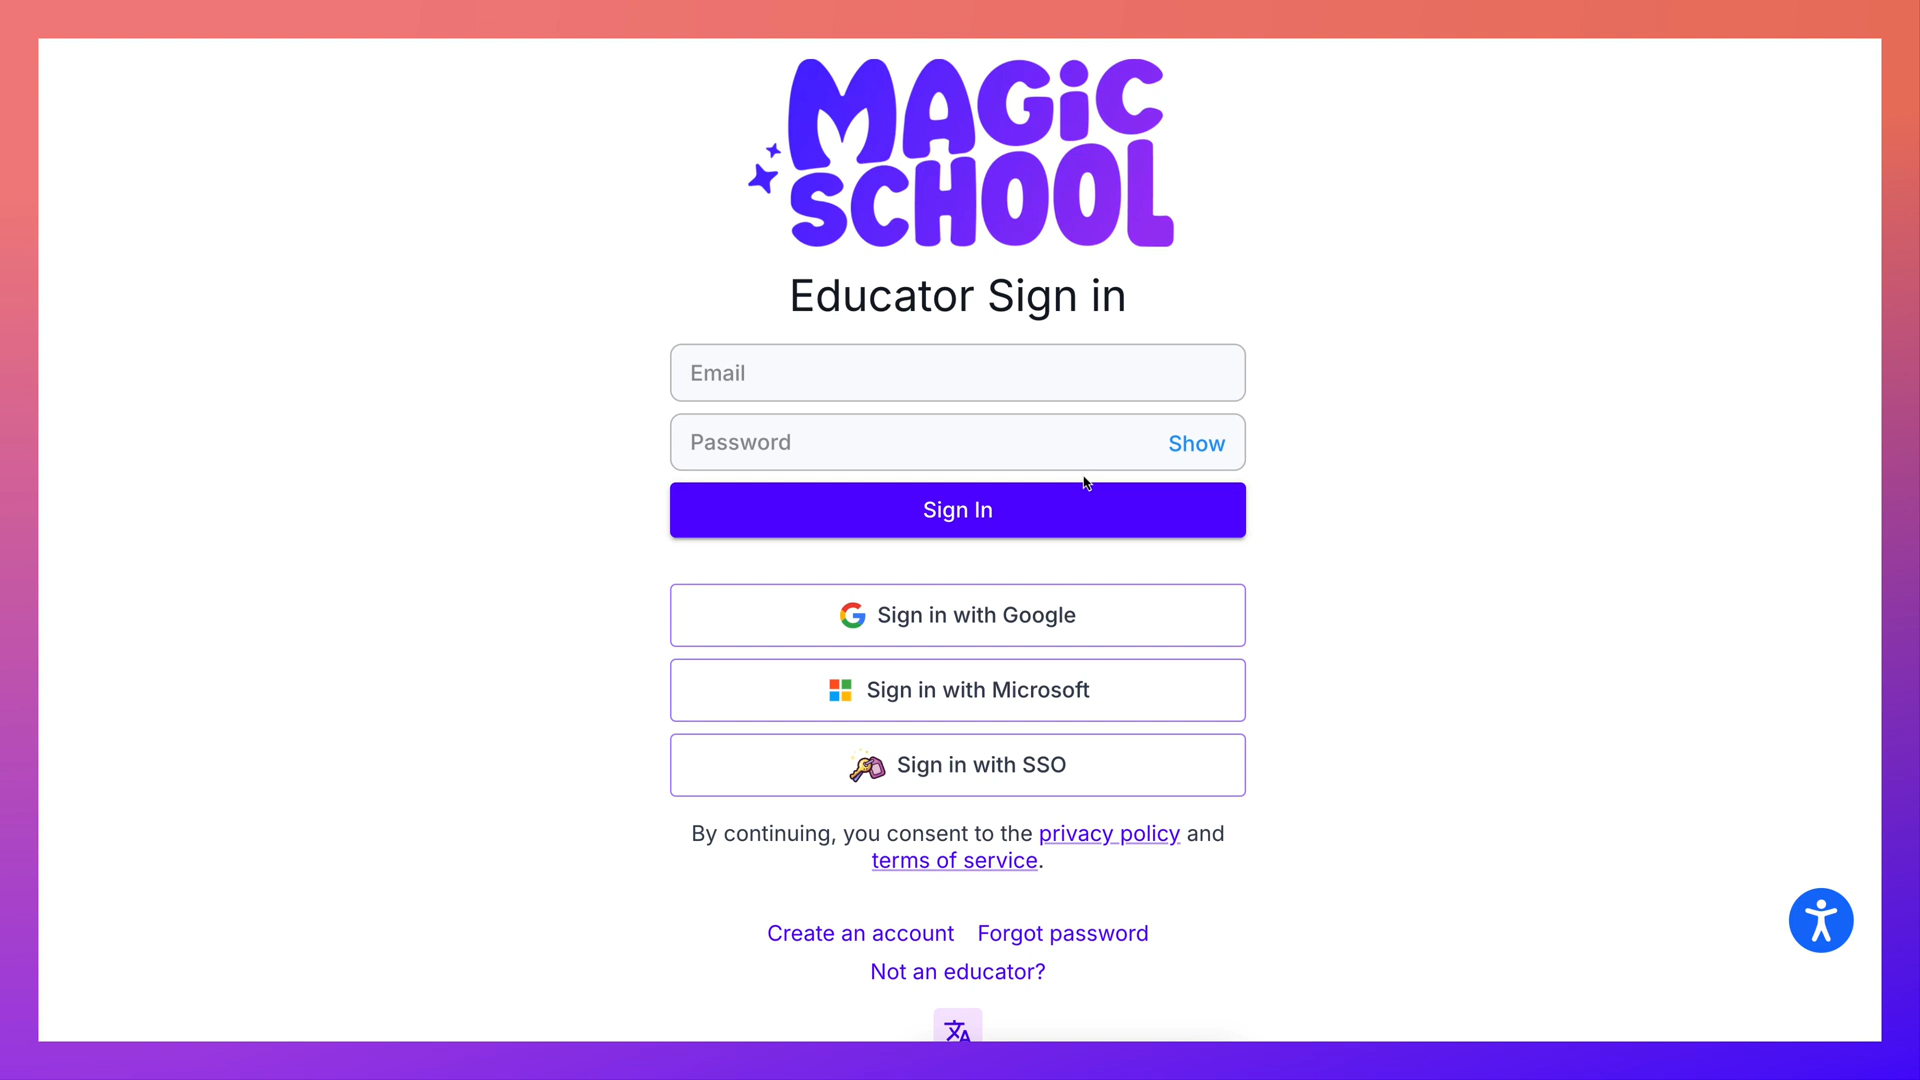 MAGiC
SCHOOL
Educator Sign in
Email
Password Show
Sign In
Sign in with Google
Sign in with Microsoft
Sign in with SSO
By continuing, you consent to the privacy policy and
terms of service.
Create an account Forgot password
Not an educator?